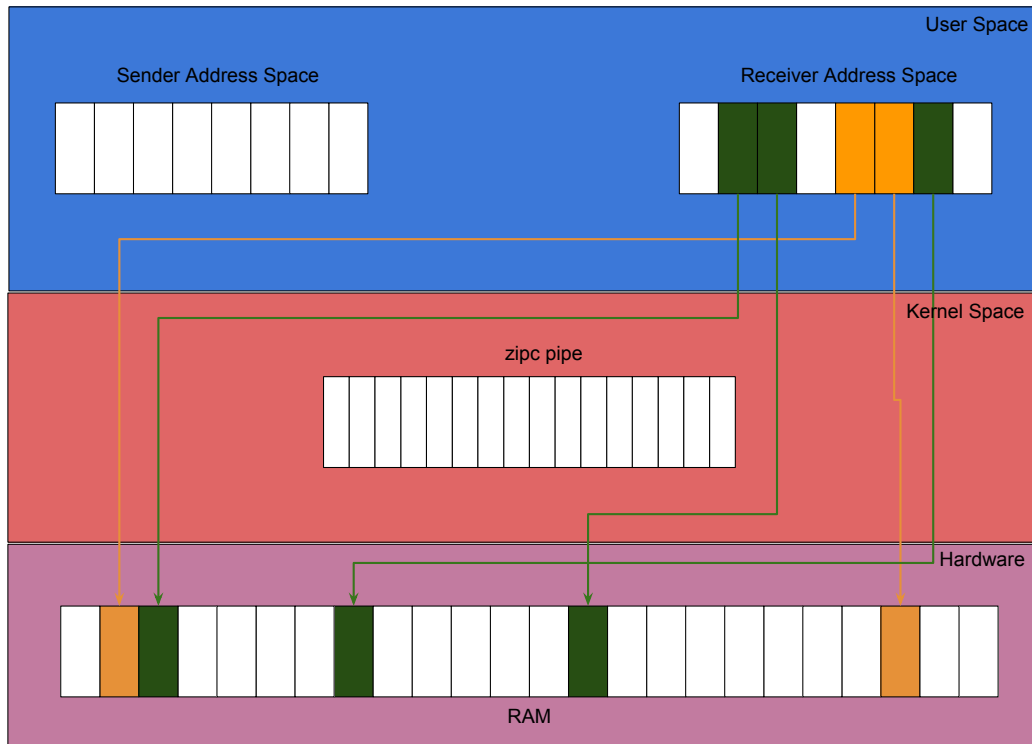 User Space
Sender Address Space
Receiver Address Space
Kernel Space
zipc pipe
Hardware
RAM